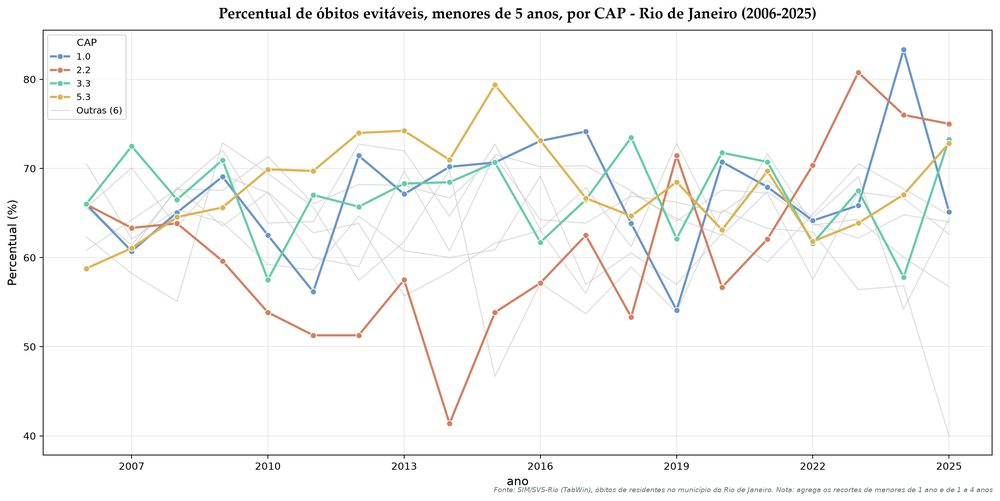 Percentual de óbitos evitáveis, menores de 5 anos, por CAP - Rio de Janeiro (2006-2025)
CAP
1.0
2.2
3.3
5.3
Outras (6)
Percentual (%)
80
70
60
50
40
2007
2010
2013
2016
2019
2022
2025
ano
Fonte: SIM/SVS-Rio (TabWin), óbitos de residentes no município do Rio de Janeiro. Nota: agrega os recortes de menores de 1 ano e de 1 a 4 anos